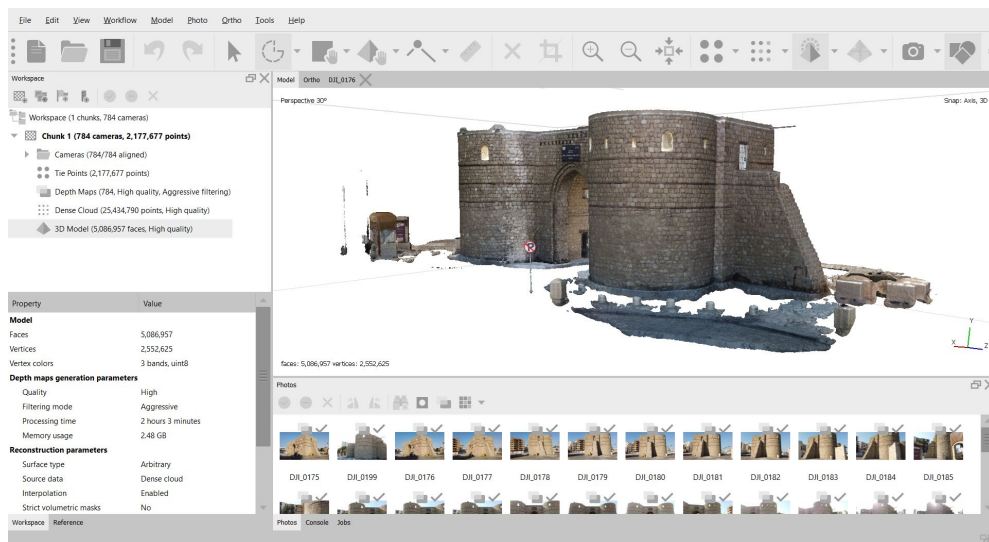 File Edit View Workflow Model Photo Ortho Tools Help
Workspace
Workspace (1 chunks, 784 cameras)
Chunk 1 (784 cameras, 2,177,677 points)
Cameras (784/784 aligned)
Tie Points (2,177,677 points)
Depth Maps (784, High quality, Aggressive filtering)
Dense Cloud (25,434,790 points, High quality)
3D Model (5,086,957 faces, High quality)
Property Value
Model
Faces 5,086,957
Vertices 2,552,625
Vertex colors 3 bands, uint8
Depth maps generation parameters
Quality High
Filtering mode Aggressive
Processing time 2 hours 3 minutes
Memory usage 2.48 GB
Reconstruction parameters
Surface type Arbitrary
Source data Dense cloud
Interpolation Enabled
Strict volumetric masks No
Workspace Reference
Model Ortho DJI_0176
Perspective 30°
Snap: Axis, 3D
Y
X Z
faces: 5,086,957 vertices: 2,552,625
Photos
DJI_0175 DJI_0199 DJI_0176 DJI_0177 DJI_0178 DJI_0179 DJI_0180 DJI_0181 DJI_0182 DJI_0183 DJI_0184 DJI_0185
Photos Console Jobs